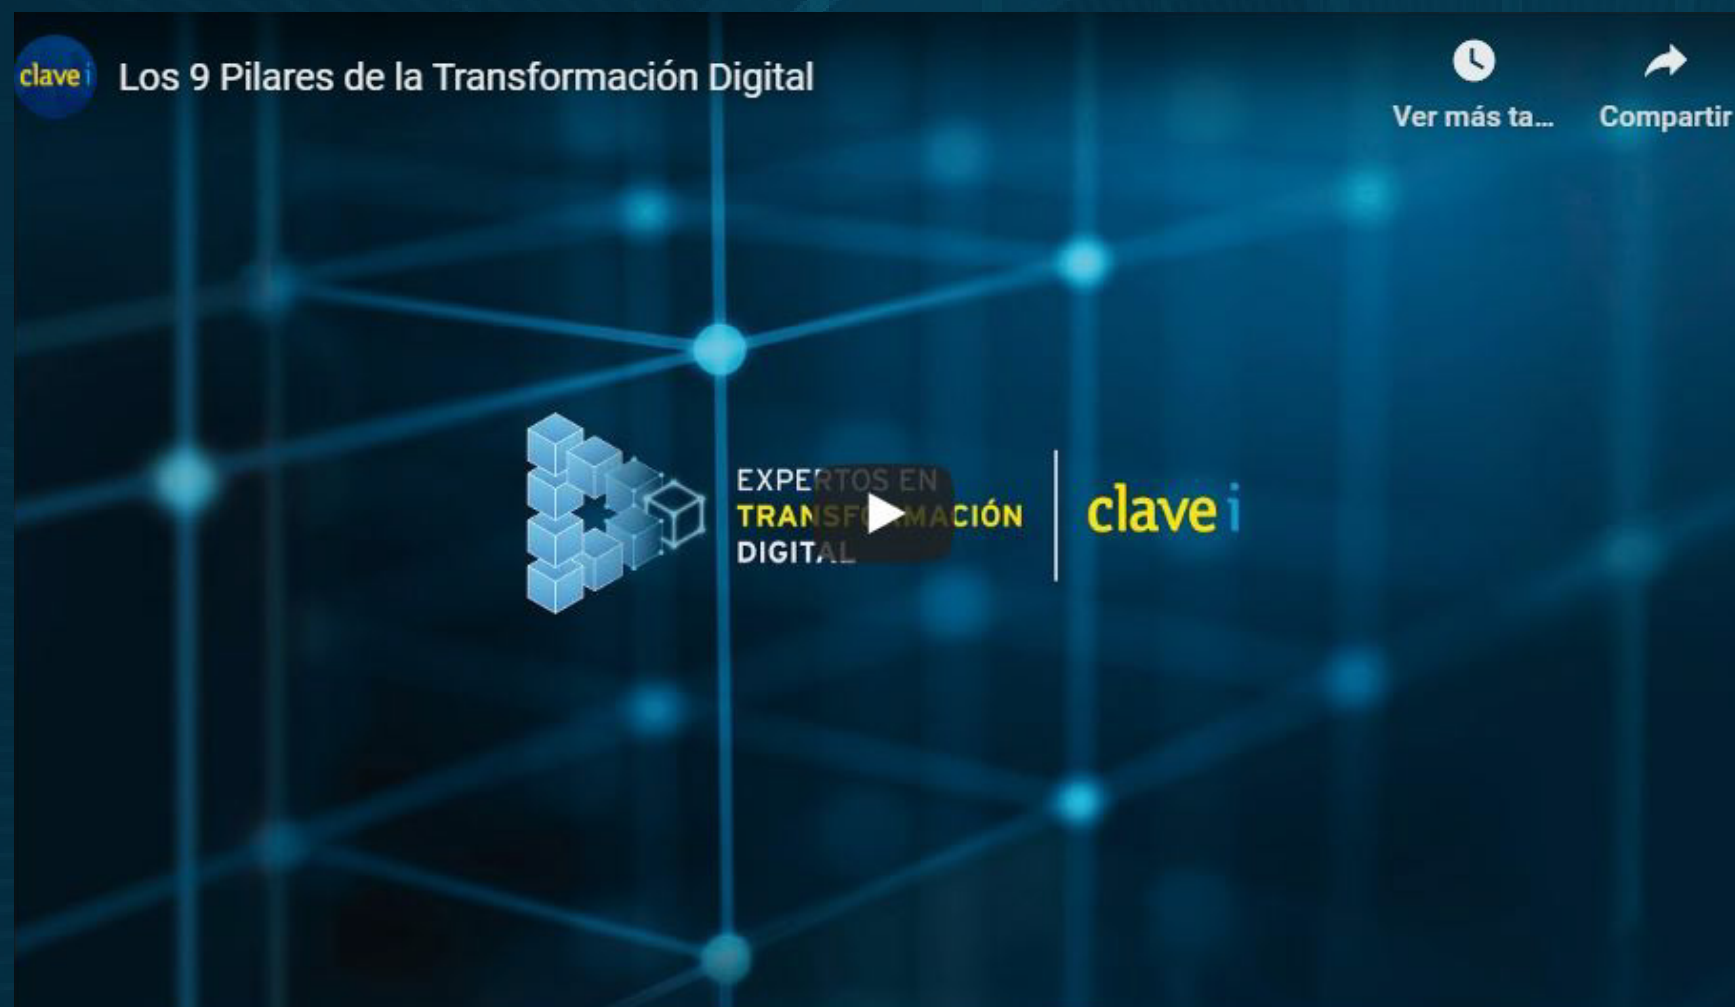 clave i
Los 9 Pilares de la Transformación Digital
Ver más ta...
Compartir
EXPERTOS EN
TRANSFORMACIÓN
DIGITAL
clave i